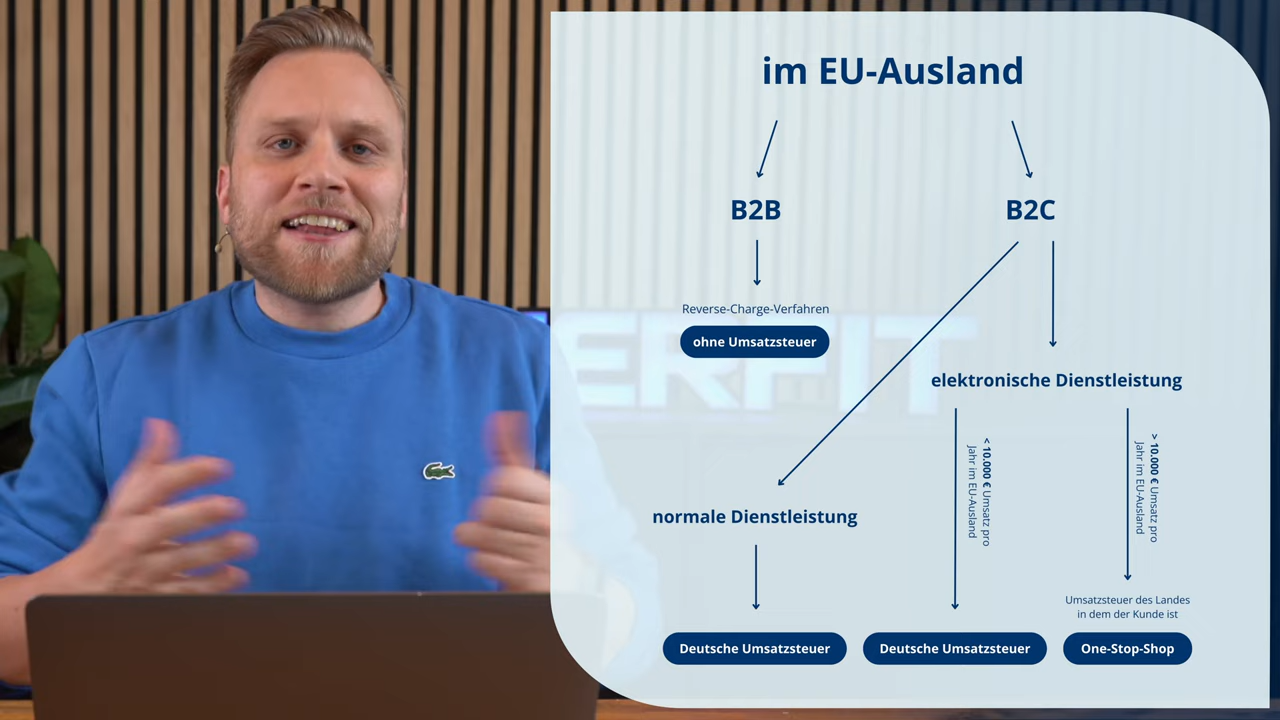 im EU-Ausland
B2B
B2C
Reverse-Charge-Verfahren
ohne Umsatzsteuer
elektronische Dienstleistung
< 10.000 € Umsatz pro
Jahr im EU-Ausland
> 10.000 € Umsatz pro
Jahr im EU-Ausland
normale Dienstleistung
Umsatzsteuer des Landes
in dem der Kunde ist
Deutsche Umsatzsteuer
Deutsche Umsatzsteuer
One-Stop-Shop